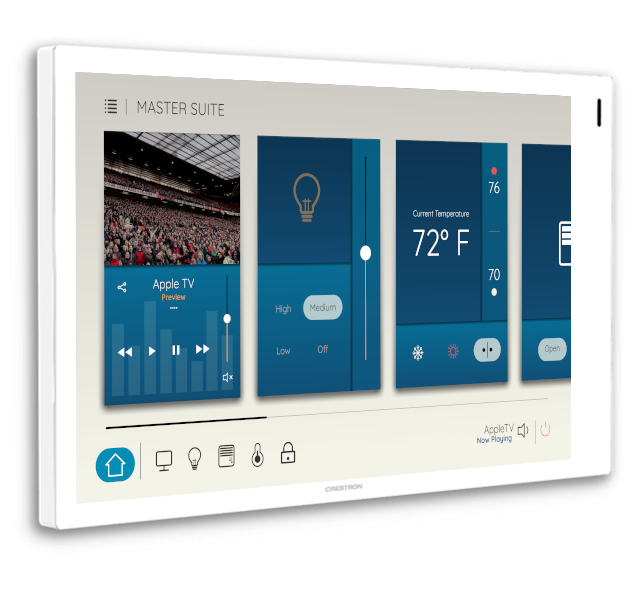 MASTER SUITE
Apple TV
Preview
High
Medium
Low
Off
Current Temperature
72° F
76
70
Open
AppleTV
Now Playing
CRESTRON